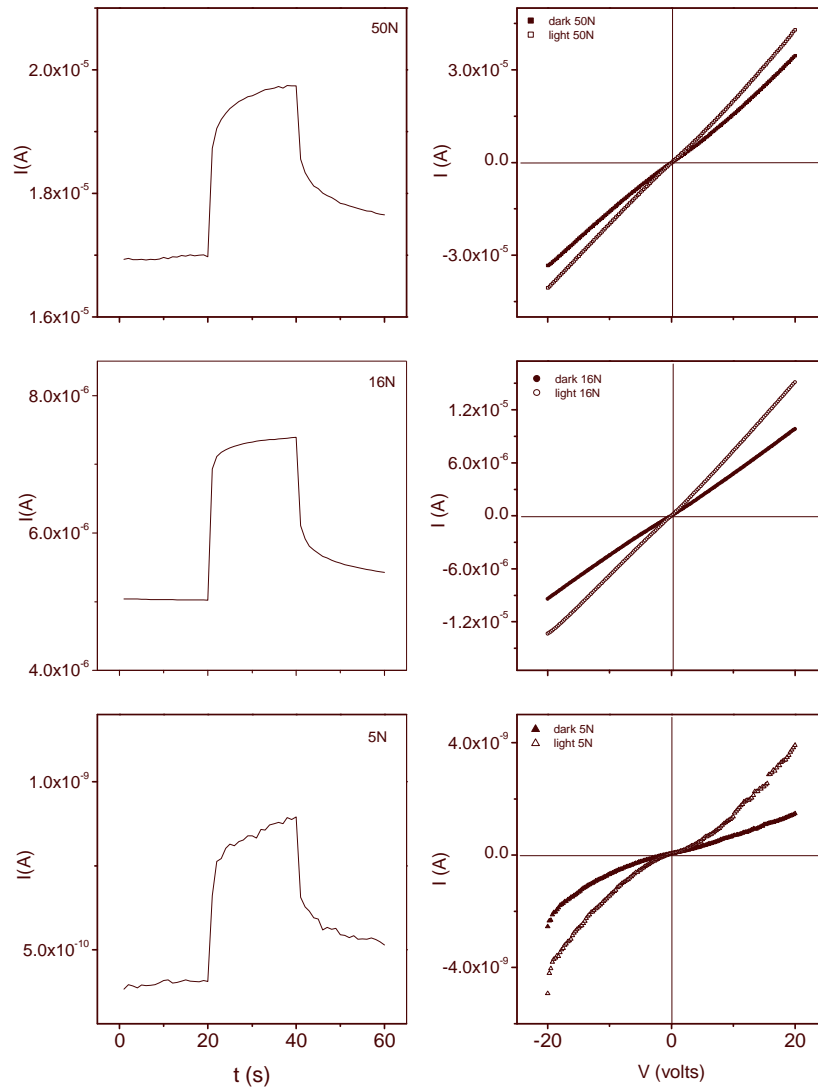 50N
2.0x10-5
1.8x10-5
1.6x10-5
I(A)
dark 50N
light 50N
3.0x10-5
0.0
-3.0x10-5
I (A)
16N
8.0x10-6
6.0x10-6
4.0x10-6
I(A)
dark 16N
light 16N
1.2x10-5
6.0x10-6
0.0
-6.0x10-6
-1.2x10-5
I (A)
5N
1.0x10-9
5.0x10-10
I(A)
0 20 40 60
t (s)
dark 5N
light 5N
4.0x10-9
0.0
-4.0x10-9
I (A)
-20 0 20
V (volts)